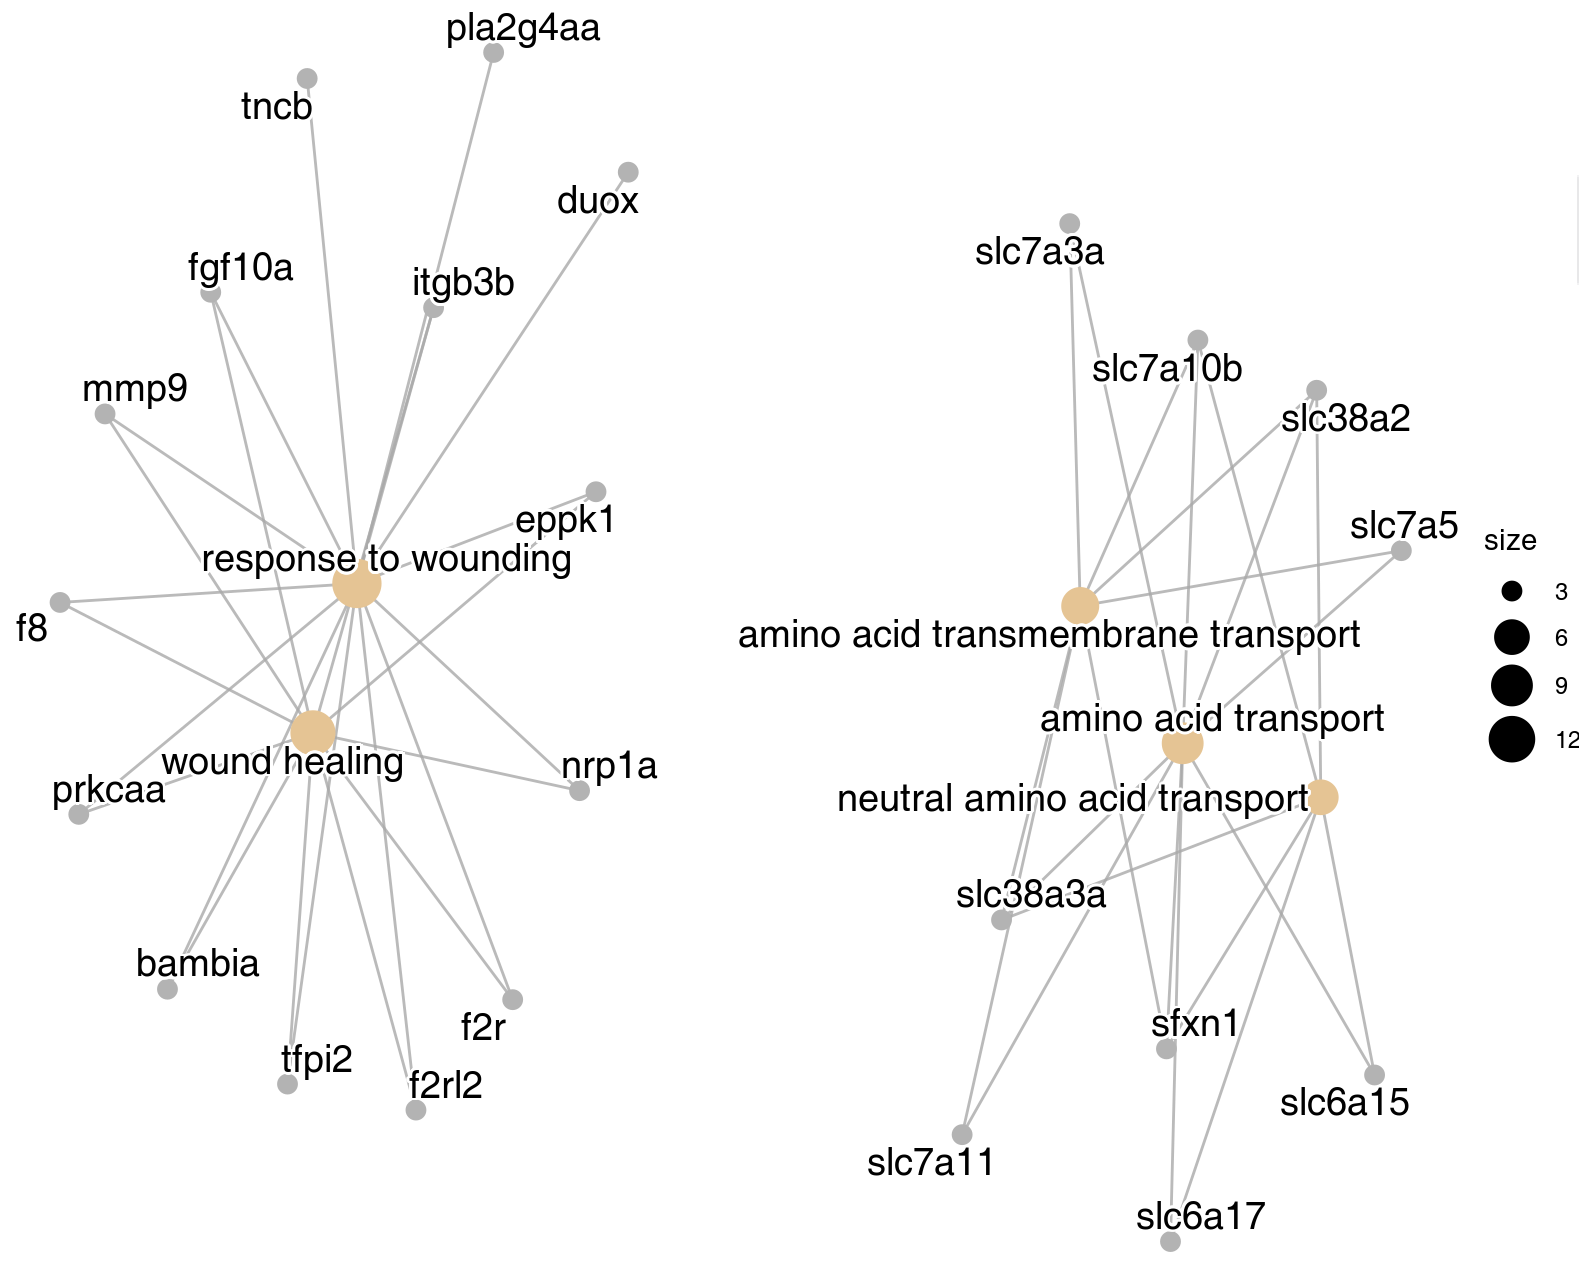 pla2g4aa
tncb
duox
fgf10a
itgb3b
mmp9
eppk1
response to wounding
f8
wound healing
prkcaa
nrp1a
bambia
f2r
tfpi2
f2rl2
slc7a3a
slc7a10b
slc38a2
slc7a5
amino acid transmembrane transport
amino acid transport
neutral amino acid transport
slc38a3a
sfxn1
slc6a15
slc7a11
slc6a17
size
3
6
9
12